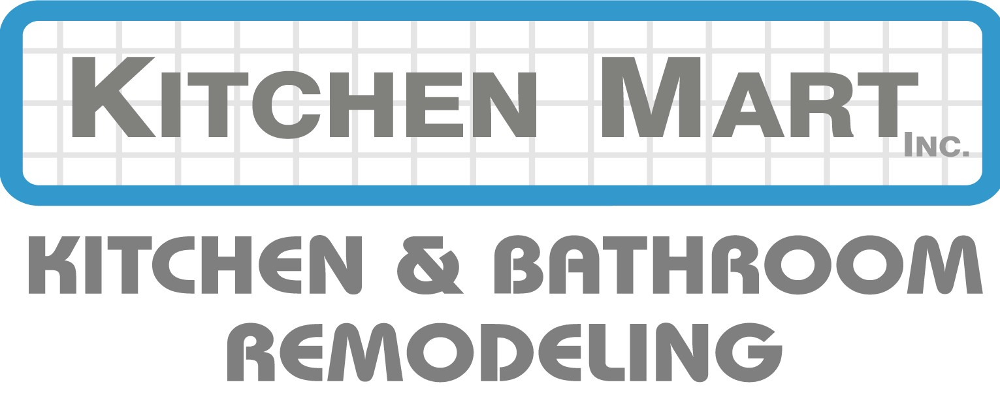 KITCHEN MART INC.
KITCHEN & BATHROOM
REMODELING